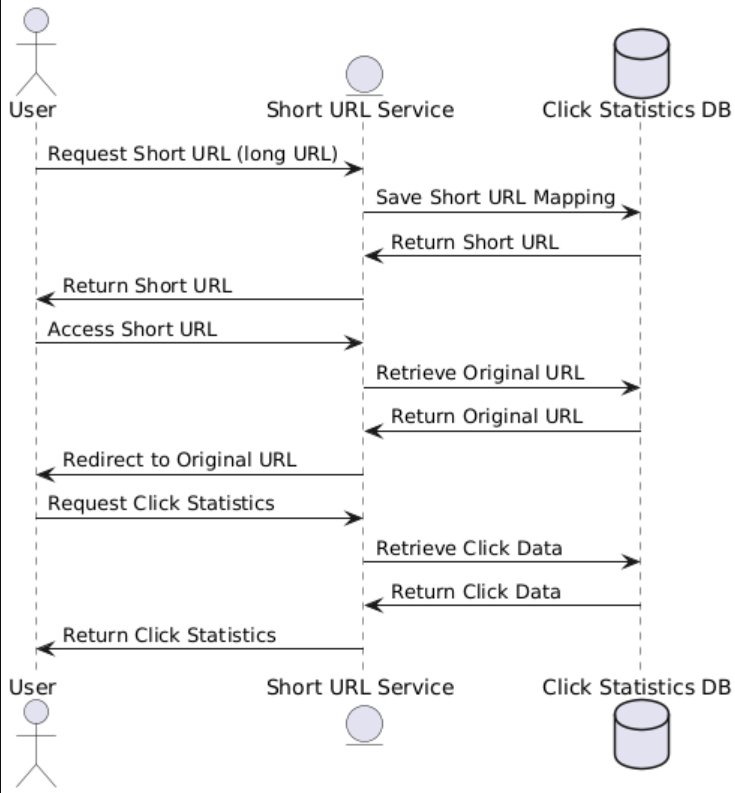 User
Short URL Service
Click Statistics DB
Request Short URL (long URL)
Save Short URL Mapping
Return Short URL
Return Short URL
Access Short URL
Retrieve Original URL
Return Original URL
Redirect to Original URL
Request Click Statistics
Retrieve Click Data
Return Click Data
Return Click Statistics
User
Short URL Service
Click Statistics DB